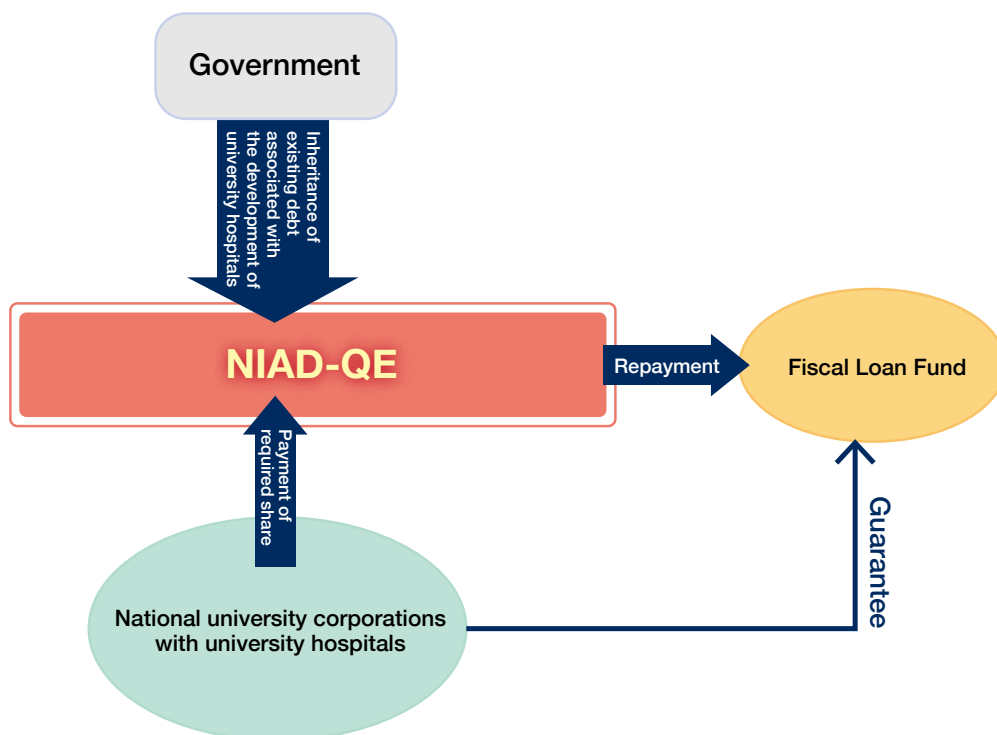 Government
Inheritance of
existing debt
associated with
the development of
university hospitals
NIAD-QE
Repayment
Fiscal Loan Fund
Payment of
required share
Guarantee
National university corporations
with university hospitals